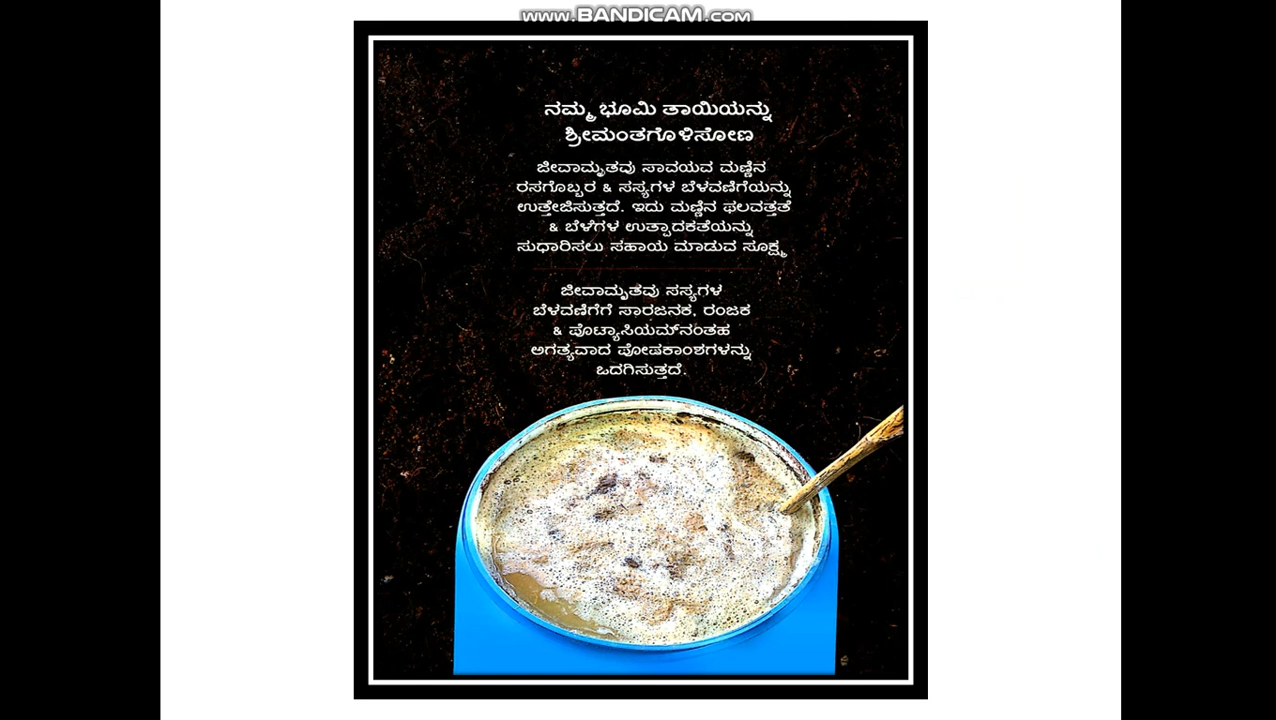 www.BANDICAM.com
ನಮ್ಮ ಭೂಮಿ ತಾಯಿಯನ್ನು
ಶ್ರೀಮಂತಗೊಳಿಸೋಣ
ಜೀವಾಮೃತವು ಸಾವಯವ ಮಣ್ಣಿನ
ರಸಗೊಬ್ಬರ & ಸಸ್ಯಗಳ ಬೆಳವಣಿಗೆಯನ್ನು
ಉತ್ತೇಜಿಸುತ್ತದೆ. ಇದು ಮಣ್ಣಿನ ಫಲವತ್ತತೆ
& ಬೆಳೆಗಳ ಉತ್ಪಾದಕತೆಯನ್ನು
ಸುಧಾರಿಸಲು ಸಹಾಯ ಮಾಡುವ ಸೂಕ್ಷ್ಮ
ಜೀವಾಮೃತವು ಸಸ್ಯಗಳ
ಬೆಳವಣಿಗೆಗೆ ಸಾರಜನಕ, ರಂಜಕ
& ಪೊಟ್ಯಾಸಿಯಮ್‌ನಂತಹ
ಅಗತ್ಯವಾದ ಪೋಷಕಾಂಶಗಳನ್ನು
ಒದಗಿಸುತ್ತದೆ.